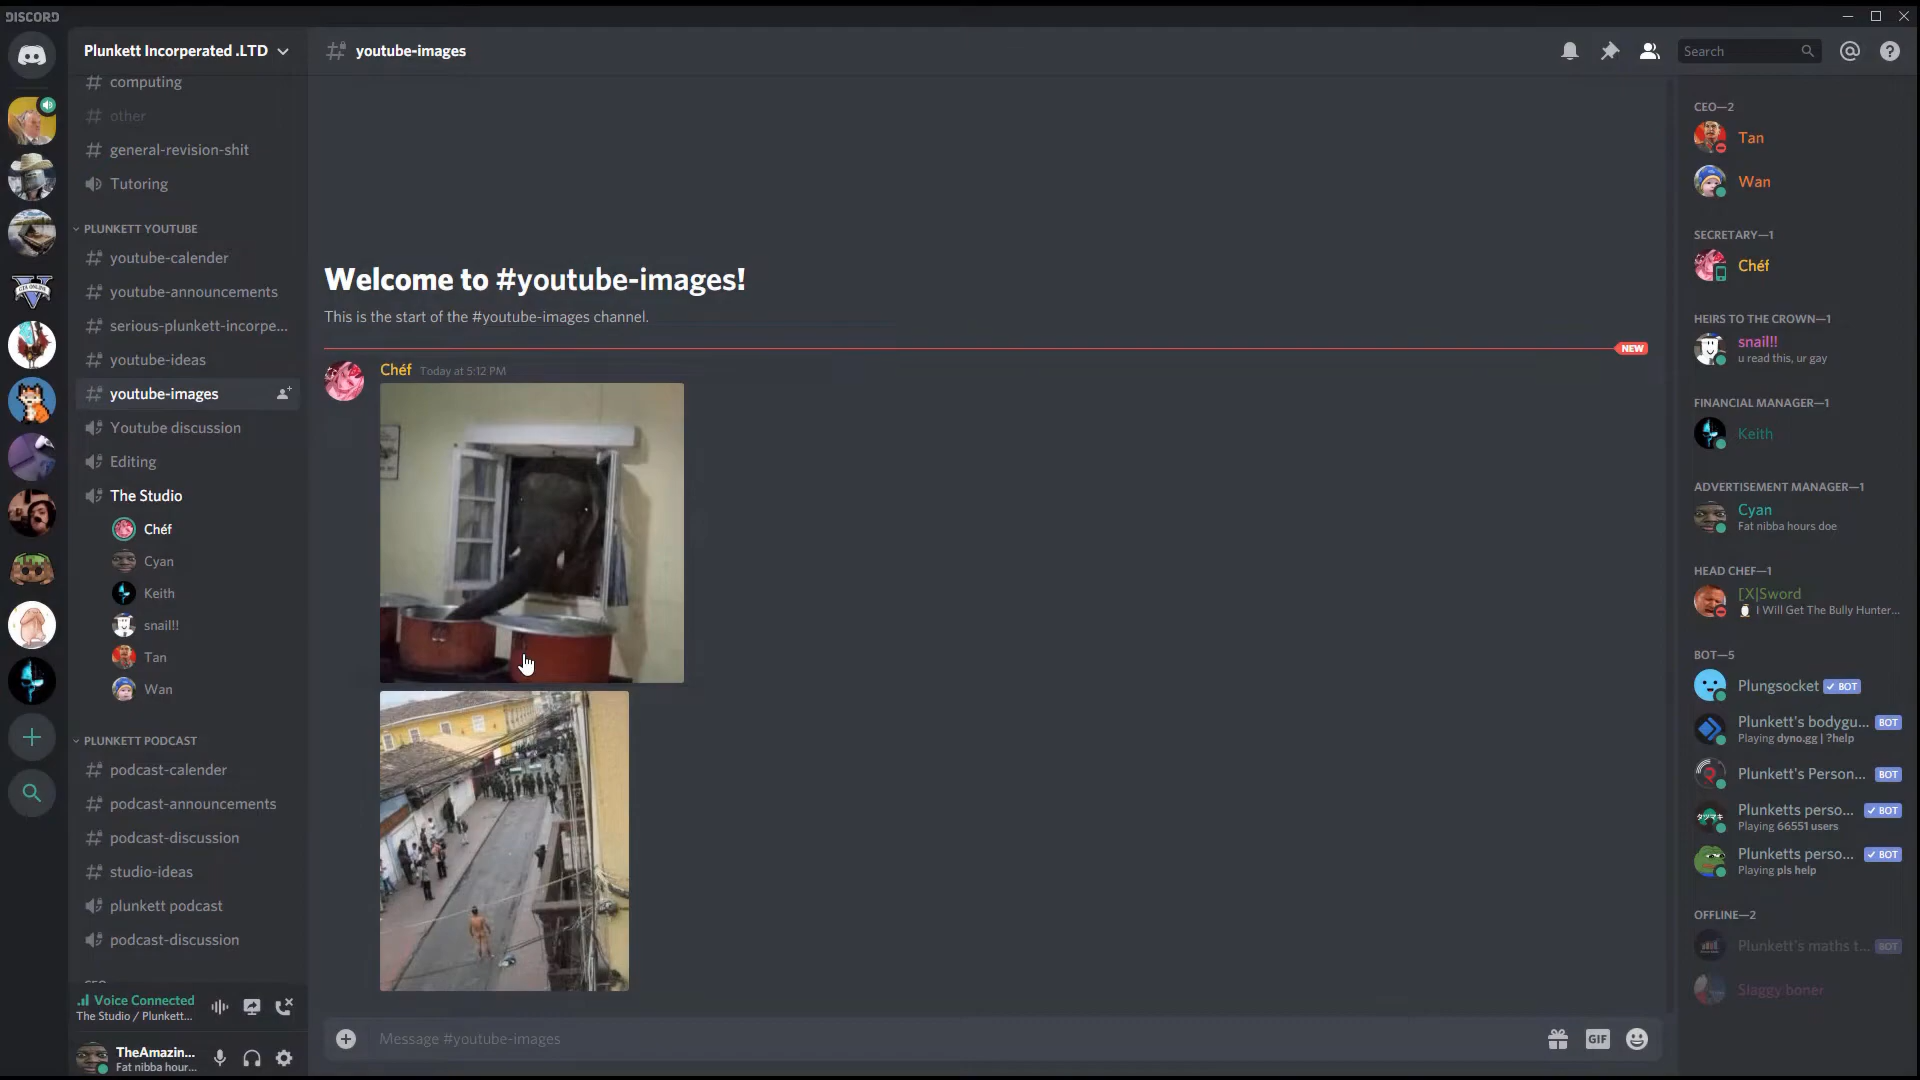 DISCORD
Plunkett Incorperated .LTD
computing
other
general-revision-shit
Tutoring
PLUNKETT YOUTUBE
youtube-calender
youtube-announcements
serious-plunkett-incorpe...
youtube-ideas
youtube-images
Youtube discussion
Editing
The Studio
Chéf
Cyan
Keith
snail!!
Tan
Wan
PLUNKETT PODCAST
podcast-calender
podcast-announcements
podcast-discussion
studio-ideas
plunkett podcast
podcast-discussion
Voice Connected
The Studio / Plunkett...
TheAmazin...
Fat nibba hour...
# youtube-images
Search
Welcome to #youtube-images!
This is the start of the #youtube-images channel.
NEW
Chéf Today at 5:12 PM
Message #youtube-images
GIF
CEO—2
Tan
Wan
SECRETARY—1
Chéf
HEIRS TO THE CROWN—1
snail!!
u read this, ur gay
FINANCIAL MANAGER—1
Keith
ADVERTISEMENT MANAGER—1
Cyan
Fat nibba hours doe
HEAD CHEF—1
[X]Sword
I Will Get The Bully Hunter...
BOT—5
Plungsocket BOT
Plunkett's bodygu... BOT
Playing dyno.gg | ?help
Plunkett's Person... BOT
Plunketts perso... BOT
Playing 66551 users
Plunketts perso... BOT
Playing pls help
OFFLINE—2
Plunkett's maths t... BOT
Slaggy boner